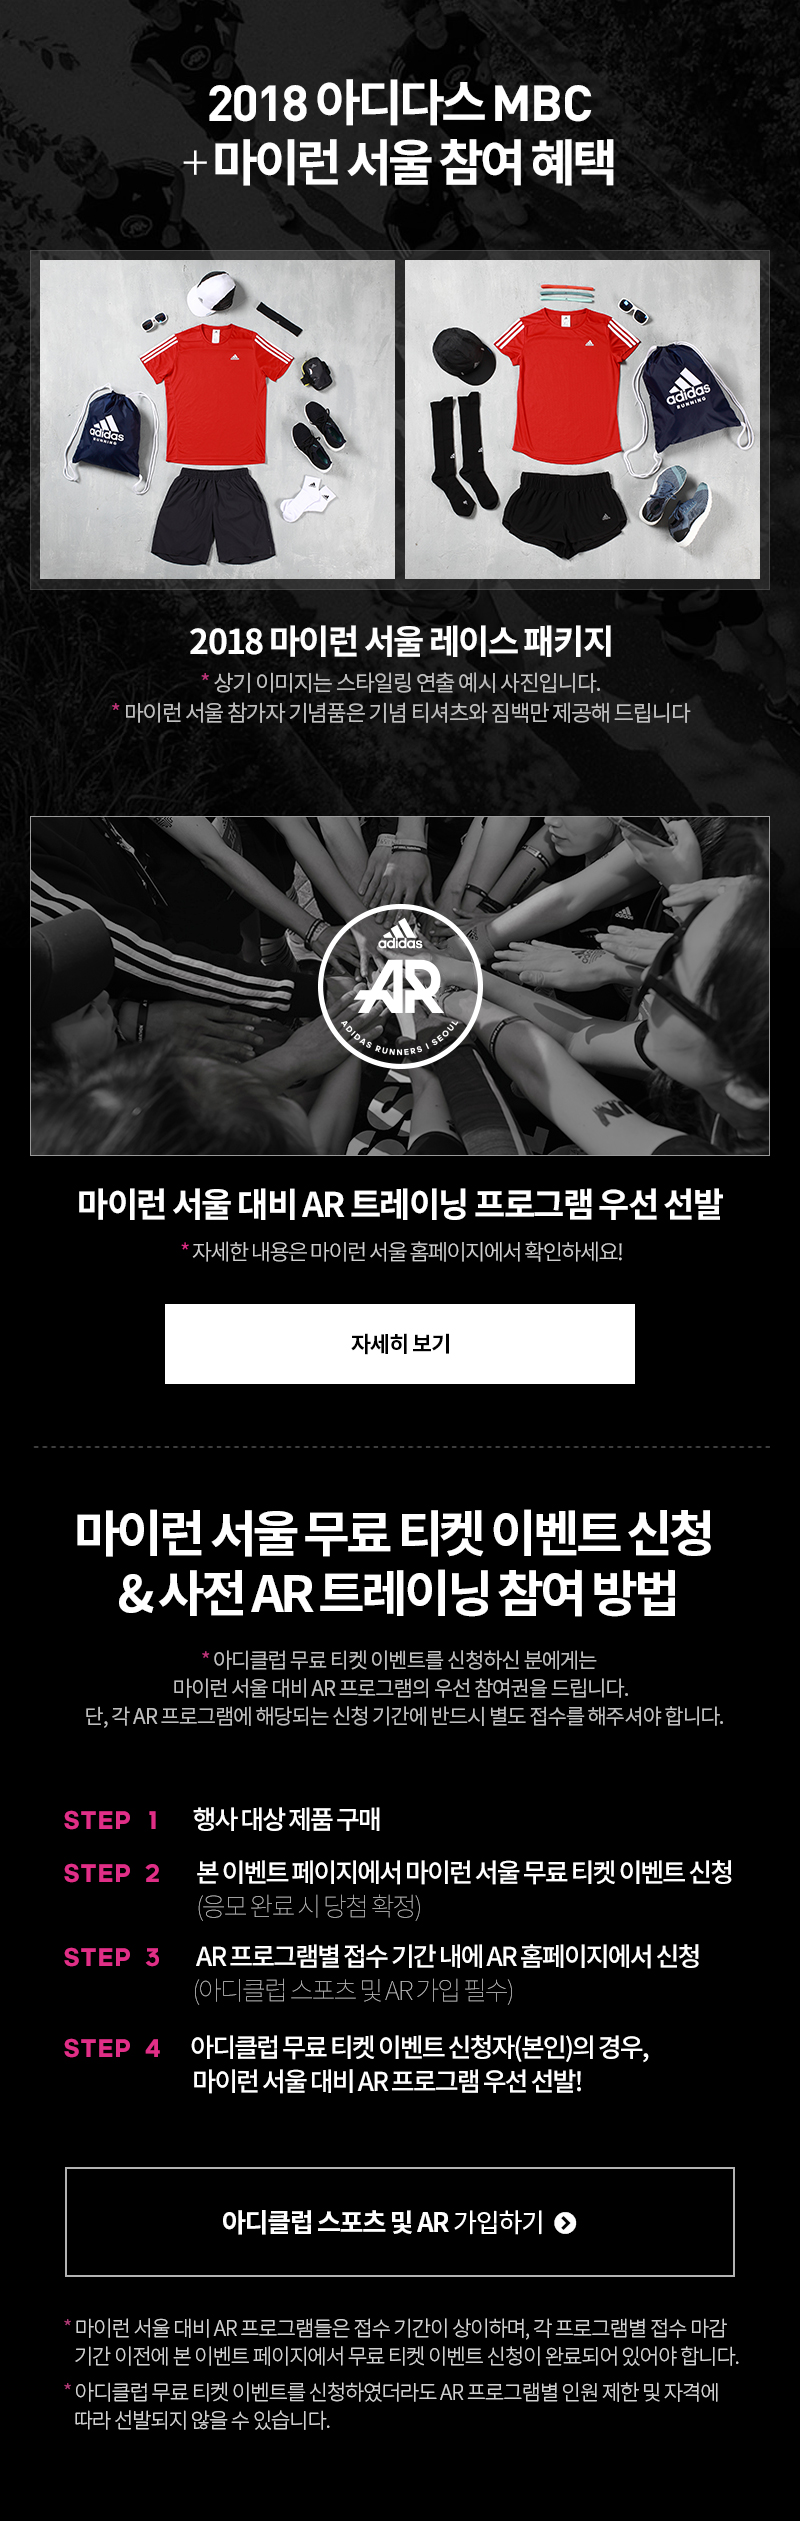 2018 아디다스 MBC
+ 마이런 서울 참여 혜택
adidas
RUNNING
adidas
RUNNING
2018 마이런 서울 레이스 패키지
* 상기 이미지는 스타일링 연출 예시 사진입니다.
* 마이런 서울 참가자 기념품은 기념 티셔츠와 짐백만 제공해 드립니다
adidas
AR
ADIDAS RUNNERS | SEOUL
마이런 서울 대비 AR 트레이닝 프로그램 우선 선발
* 자세한 내용은 마이런 서울 홈페이지에서 확인하세요!
자세히 보기
마이런 서울 무료 티켓 이벤트 신청
& 사전 AR 트레이닝 참여 방법
* 아디클럽 무료 티켓 이벤트를 신청하신 분에게는
마이런 서울 대비 AR 프로그램의 우선 참여권을 드립니다.
단, 각 AR 프로그램에 해당되는 신청 기간에 반드시 별도 접수를 해주셔야 합니다.
STEP 1 행사 대상 제품 구매
STEP 2 본 이벤트 페이지에서 마이런 서울 무료 티켓 이벤트 신청
(응모 완료 시 당첨 확정)
STEP 3 AR 프로그램별 접수 기간 내에 AR 홈페이지에서 신청
(아디클럽 스포츠 및 AR 가입 필수)
STEP 4 아디클럽 무료 티켓 이벤트 신청자(본인)의 경우,
마이런 서울 대비 AR 프로그램 우선 선발!
아디클럽 스포츠 및 AR 가입하기
* 마이런 서울 대비 AR 프로그램들은 접수 기간이 상이하며, 각 프로그램별 접수 마감
기간 이전에 본 이벤트 페이지에서 무료 티켓 이벤트 신청이 완료되어 있어야 합니다.
* 아디클럽 무료 티켓 이벤트를 신청하였더라도 AR 프로그램별 인원 제한 및 자격에
따라 선발되지 않을 수 있습니다.